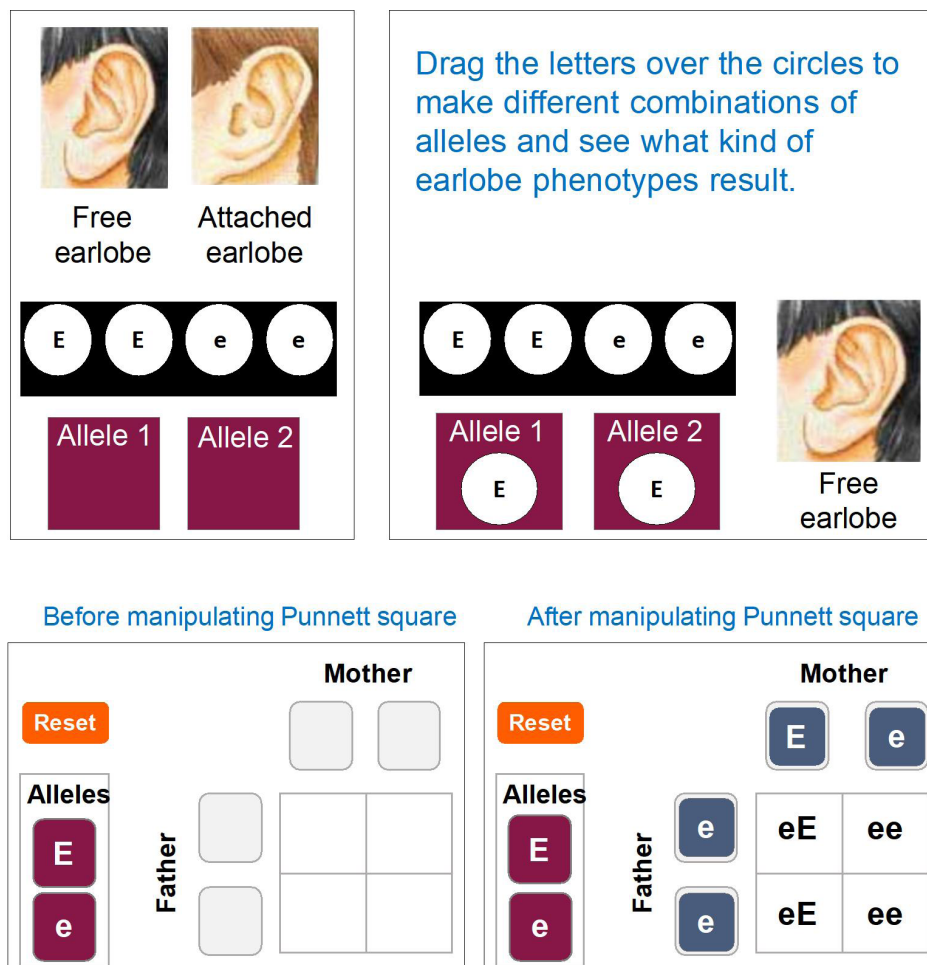 Free
earlobe
Attached
earlobe
E E e e
Allele 1 Allele 2
Drag the letters over the circles to
make different combinations of
alleles and see what kind of
earlobe phenotypes result.
E E e e
Allele 1 Allele 2
E E
Free
earlobe
Before manipulating Punnett square
Mother
Reset
Alleles
E
e
Father
After manipulating Punnett square
Mother
Reset
E e
Alleles
E
e
Father
e eE ee
e eE ee